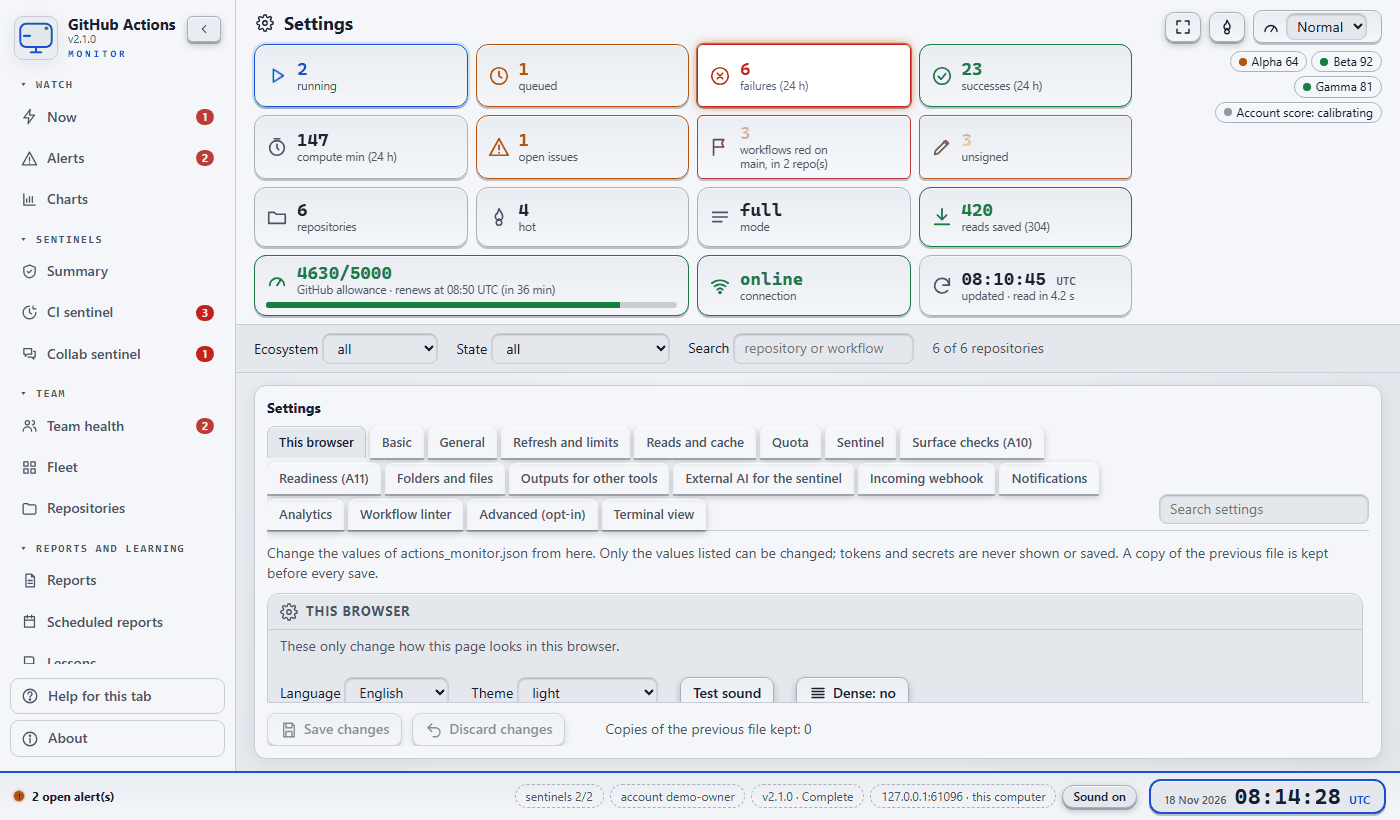 GitHub Actions
v2.1.0
MONITOR
WATCH
Now 1
Alerts 2
Charts
SENTINELS
Summary
CI sentinel 3
Collab sentinel 1
TEAM
Team health 2
Fleet
Repositories
REPORTS AND LEARNING
Reports
Scheduled reports
Lessons
Help for this tab
About
Settings
Normal
Alpha 64
Beta 92
Gamma 81
Account score: calibrating
2
running
1
queued
6
failures (24 h)
23
successes (24 h)
147
compute min (24 h)
1
open issues
3
workflows red on
main, in 2 repo(s)
3
unsigned
6
repositories
4
hot
full
mode
420
reads saved (304)
4630/5000
GitHub allowance · renews at 08:50 UTC (in 36 min)
online
connection
08:10:45 UTC
updated · read in 4.2 s
Ecosystem all State all Search repository or workflow 6 of 6 repositories
Settings
This browser Basic General Refresh and limits Reads and cache Quota Sentinel Surface checks (A10)
Readiness (A11) Folders and files Outputs for other tools External AI for the sentinel Incoming webhook Notifications
Analytics Workflow linter Advanced (opt-in) Terminal view Search settings
Change the values of actions_monitor.json from here. Only the values listed can be changed; tokens and secrets are never shown or saved. A copy of the previous file is kept
before every save.
THIS BROWSER
These only change how this page looks in this browser.
Language English Theme light Test sound Dense: no
Save changes Discard changes Copies of the previous file kept: 0
2 open alert(s)
sentinels 2/2 account demo-owner v2.1.0 · Complete 127.0.0.1:61096 · this computer Sound on 18 Nov 2026 08:14:28 UTC